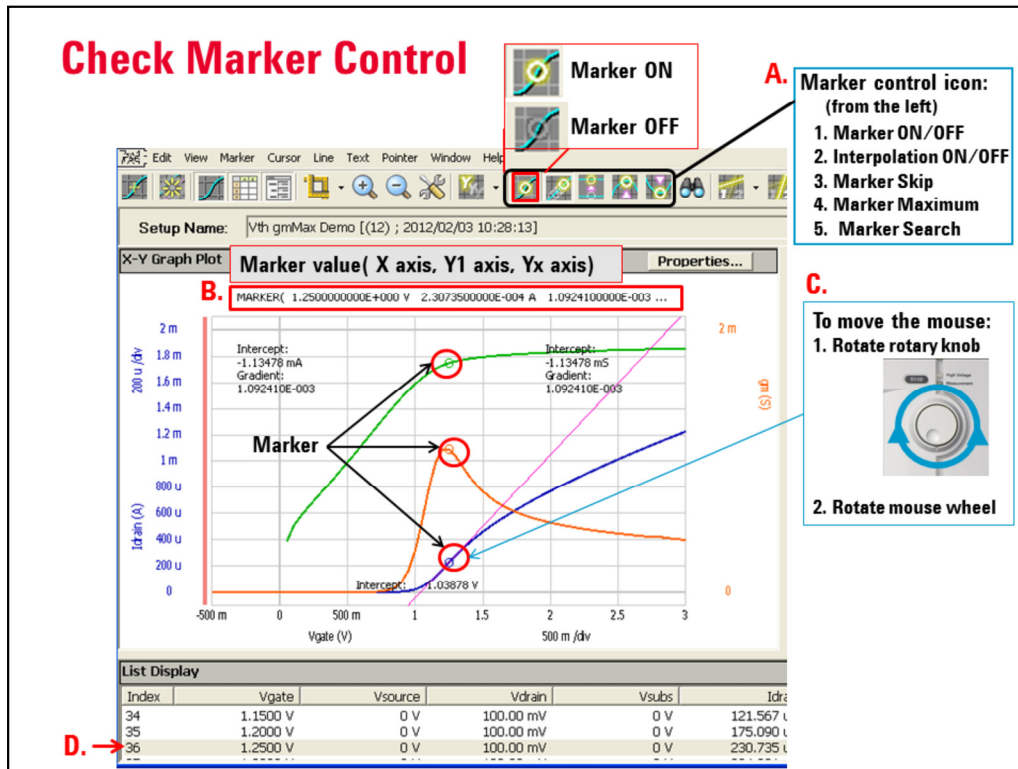 Check Marker Control
Marker ON
Marker OFF
A.
Marker control icon:
(from the left)
1. Marker ON/OFF
2. Interpolation ON/OFF
3. Marker Skip
4. Marker Maximum
5. Marker Search
Edit View Marker Cursor Line Text Pointer Window Help
Setup Name: Vth gmMax Demo [(12) ; 2012/02/03 10:28:13]
X-Y Graph Plot
Marker value( X axis, Y1 axis, Yx axis)
Properties...
B.
MARKER( 1.2500000000E+000 V 2.3073500000E-004 A 1.0924100000E-003 ...
C.
To move the mouse:
1. Rotate rotary knob
Stop
High Voltage
Measurement
2. Rotate mouse wheel
2 m
1.8 m
1.6 m
1.4 m
1.2 m
1 m
800 u
600 u
400 u
200 u
0
200 u /div
Idrain (A)
Intercept:
-1.13478 mA
Gradient:
1.092410E-003
Intercept:
-1.13478 mS
Gradient:
1.092410E-003
Marker
Intercept: 1.03878 V
2 m
gm (S)
0
-500 m 0 500 m 1 1.5 2 2.5 3
Vgate (V) 500 m /div
List Display
Index Vgate Vsource Vdrain Vsubs Idra
34 1.1500 V 0 V 100.00 mV 0 V 121.567 u
35 1.2000 V 0 V 100.00 mV 0 V 175.090 u
D.
36 1.2500 V 0 V 100.00 mV 0 V 230.735 u